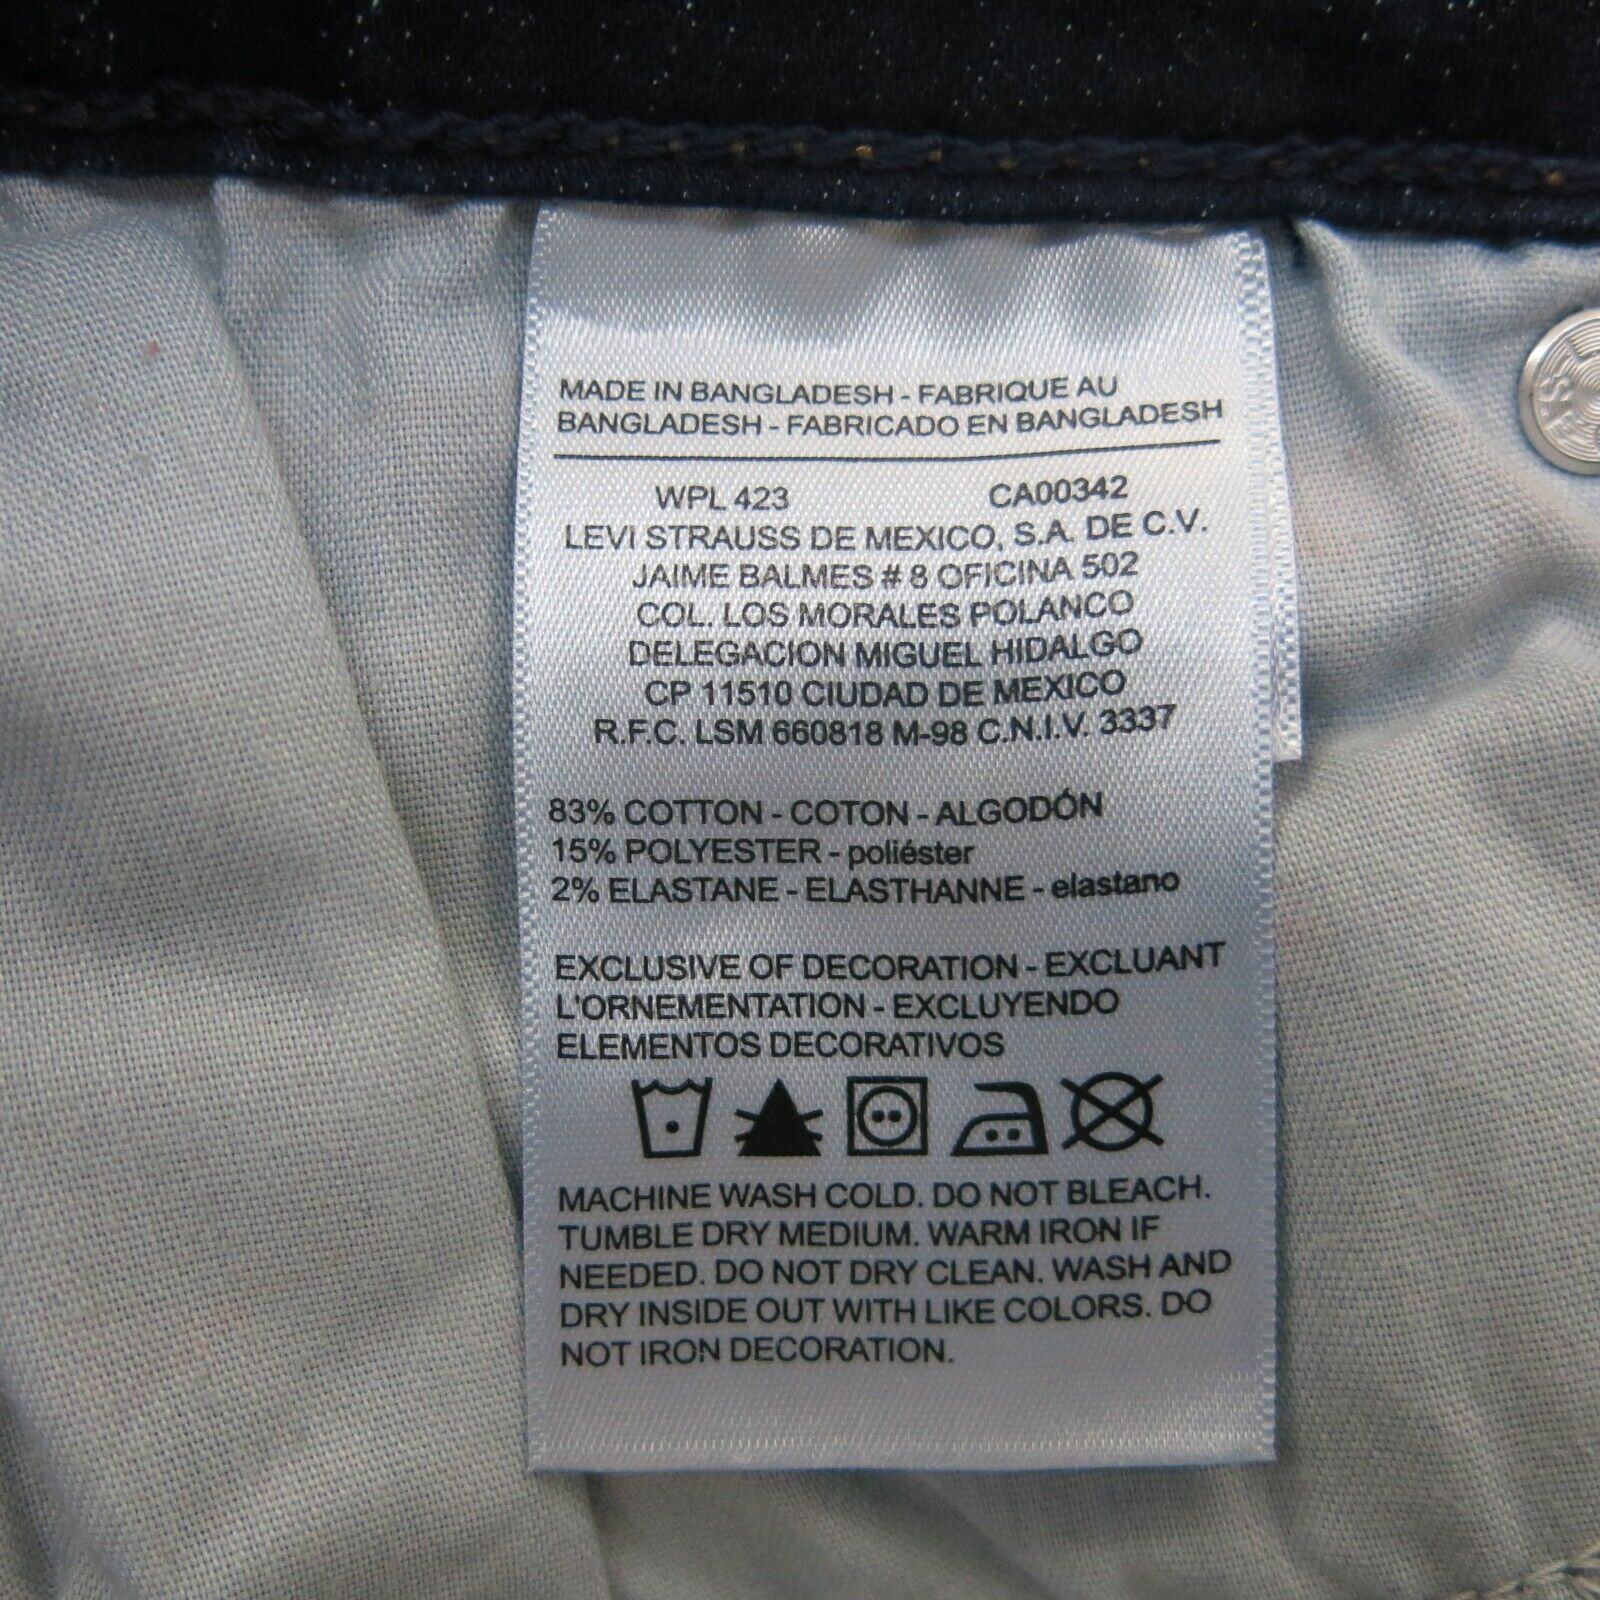 MADE IN BANGLADESH - FABRIQUE AU
BANGLADESH - FABRICADO EN BANGLADESH
WPL 423 CA00342
LEVI STRAUSS DE MEXICO, S.A. DE C.V.
JAIME BALMES # 8 OFICINA 502
COL. LOS MORALES POLANCO
DELEGACION MIGUEL HIDALGO
CP 11510 CIUDAD DE MEXICO
R.F.C. LSM 660818 M-98 C.N.I.V. 3337
83% COTTON - COTON - ALGODÓN
15% POLYESTER - poliéster
2% ELASTANE - ELASTHANNE - elastano
EXCLUSIVE OF DECORATION - EXCLUANT
L'ORNEMENTATION - EXCLUYENDO
ELEMENTOS DECORATIVOS
MACHINE WASH COLD. DO NOT BLEACH.
TUMBLE DRY MEDIUM. WARM IRON IF
NEEDED. DO NOT DRY CLEAN. WASH AND
DRY INSIDE OUT WITH LIKE COLORS. DO
NOT IRON DECORATION.